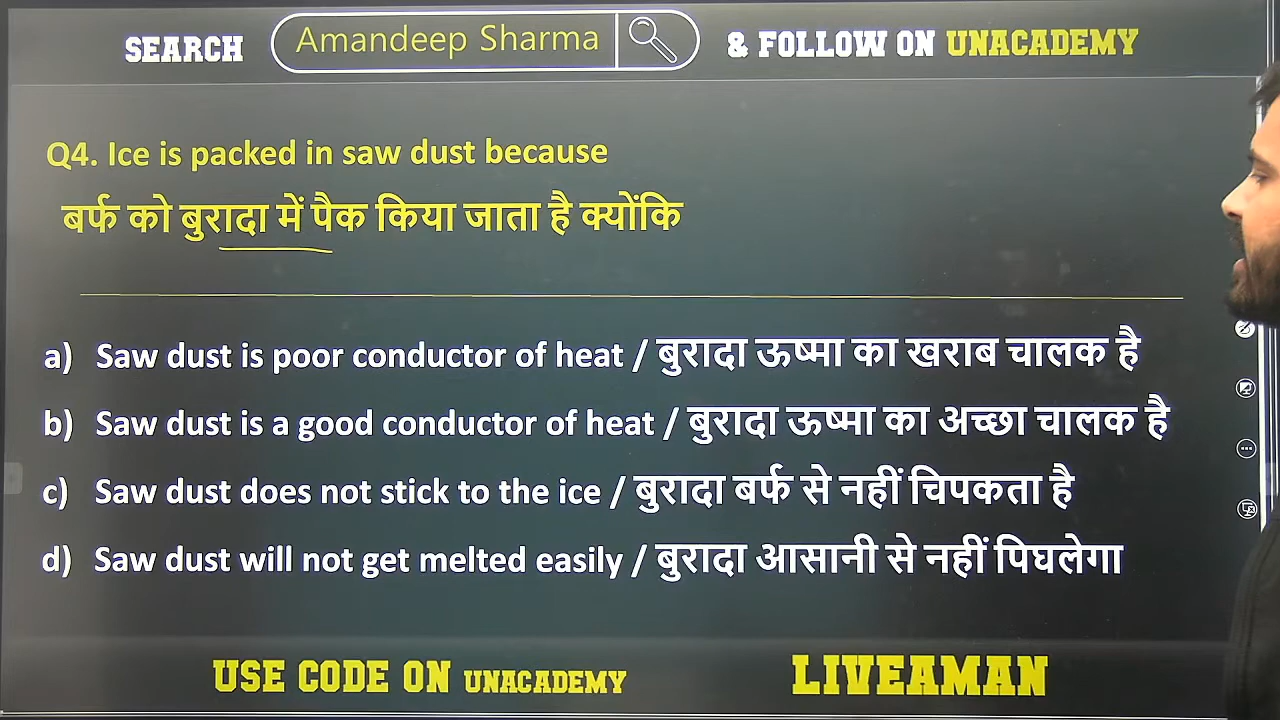 SEARCH Amandeep Sharma & FOLLOW ON UNACADEMY
Q4. Ice is packed in saw dust because
बर्फ को बुरादा में पैक किया जाता है क्योंकि
a) Saw dust is poor conductor of heat / बुरादा ऊष्मा का खराब चालक है
b) Saw dust is a good conductor of heat / बुरादा ऊष्मा का अच्छा चालक है
c) Saw dust does not stick to the ice / बुरादा बर्फ से नहीं चिपकता है
d) Saw dust will not get melted easily / बुरादा आसानी से नहीं पिघलेगा
USE CODE ON UNACADEMY LIVEAMAN